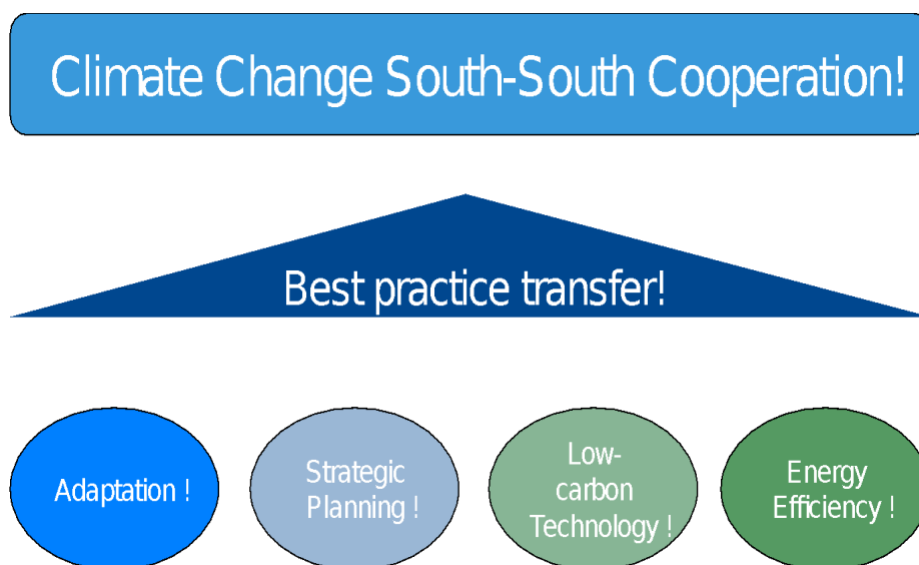 Climate Change South-South Cooperation!
Best practice transfer!
Adaptation !
Strategic
Planning !
Low-
carbon
Technology !
Energy
Efficiency !